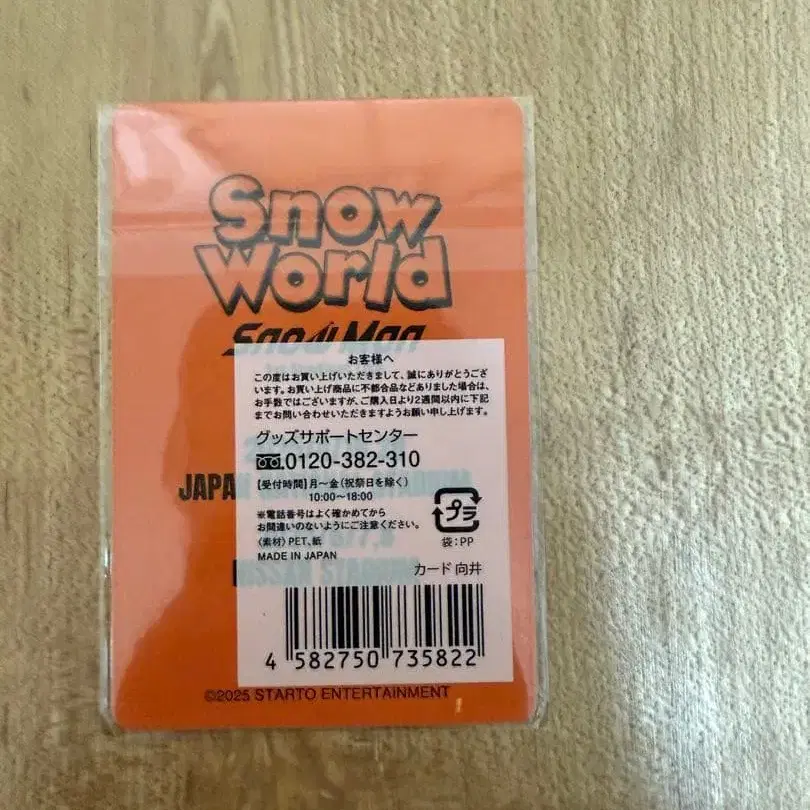 Snow
World
Snow Man
お客様へ
この度はお買い上げいただきまして、誠にありがとうござい
います。お買い上げ商品に不都合品などありました場合は、
お手数ではございますが、ご購入日より2週間以内に下記
までお問い合わせいただきますようお願い申し上げます。
グッズサポートセンター
0120-382-310
【受付時間】月～金(祝祭日を除く)
10:00～18:00
※電話番号はよく確かめてから
お間違いのないようにご注意ください。
〈素材〉PET、紙
MADE IN JAPAN
プラ
袋:PP
カード 向井
JAPA
NISSAN STADIUM
4 582750 735822
©2025 STARTO ENTERTAINMENT